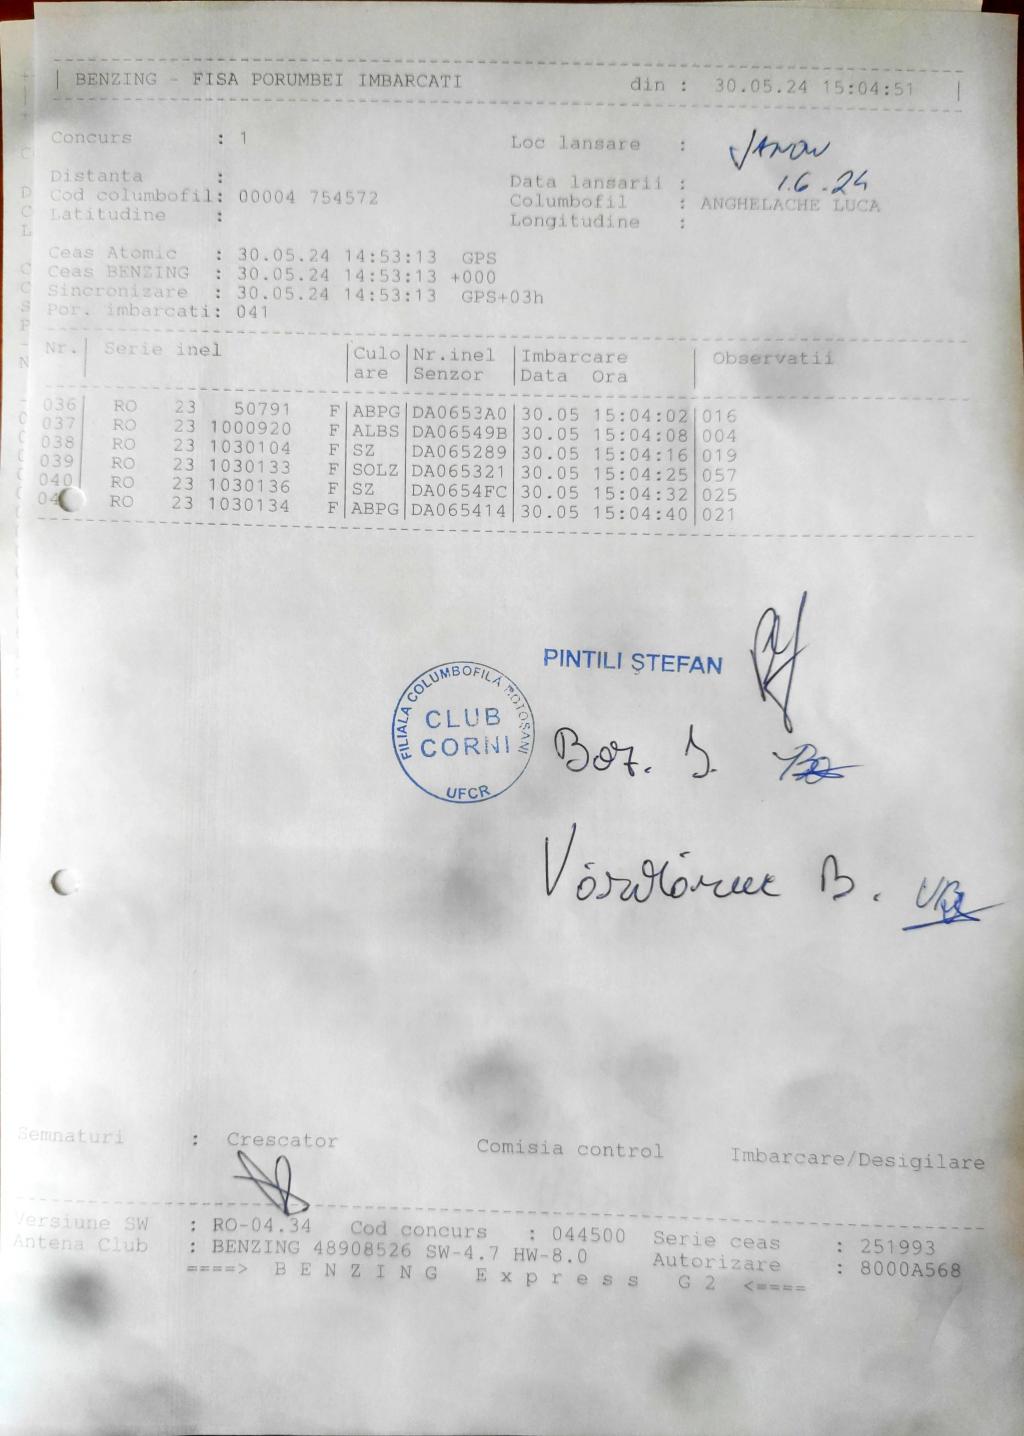 | BENZING - FISA PORUMBEI IMBARCATI din : 30.05.24 15:04:51 |
Concurs : 1 Loc lansare : JANOW
Distanta : Data lansarii : 1.6.24
Cod columbofil: 00004 754572 Columbofil : ANGHELACHE LUCA
Latitudine : Longitudine :
Ceas Atomic : 30.05.24 14:53:13 GPS
Ceas BENZING : 30.05.24 14:53:13 +000
Sincronizare : 30.05.24 14:53:13 GPS+03h
Por. imbarcati: 041
Nr.| Serie inel |Culo|Nr.inel |Imbarcare | Observatii
| |are |Senzor |Data Ora |
036| RO 23 50791 F|ABPG|DA0653A0|30.05 15:04:02|016
037| RO 23 1000920 F|ALBS|DA06549B|30.05 15:04:08|004
038| RO 23 1030104 F|SZ |DA065289|30.05 15:04:16|019
039| RO 23 1030133 F|SOLZ|DA065321|30.05 15:04:25|057
040| RO 23 1030136 F|SZ |DA0654FC|30.05 15:04:32|025
04 | RO 23 1030134 F|ABPG|DA065414|30.05 15:04:40|021
PINTILI ȘTEFAN
FILIALA COLUMBOFILĂ BOTOȘANI
CLUB
CORNI
UFCR
Boz. I.
B.
Semnaturi : Crescator Comisia control Imbarcare/Desigilare
Versiune SW : RO-04.34 Cod concurs : 044500 Serie ceas : 251993
Antena Club : BENZING 48908526 SW-4.7 HW-8.0 Autorizare : 8000A568
====> B E N Z I N G E x p r e s s G 2 <====